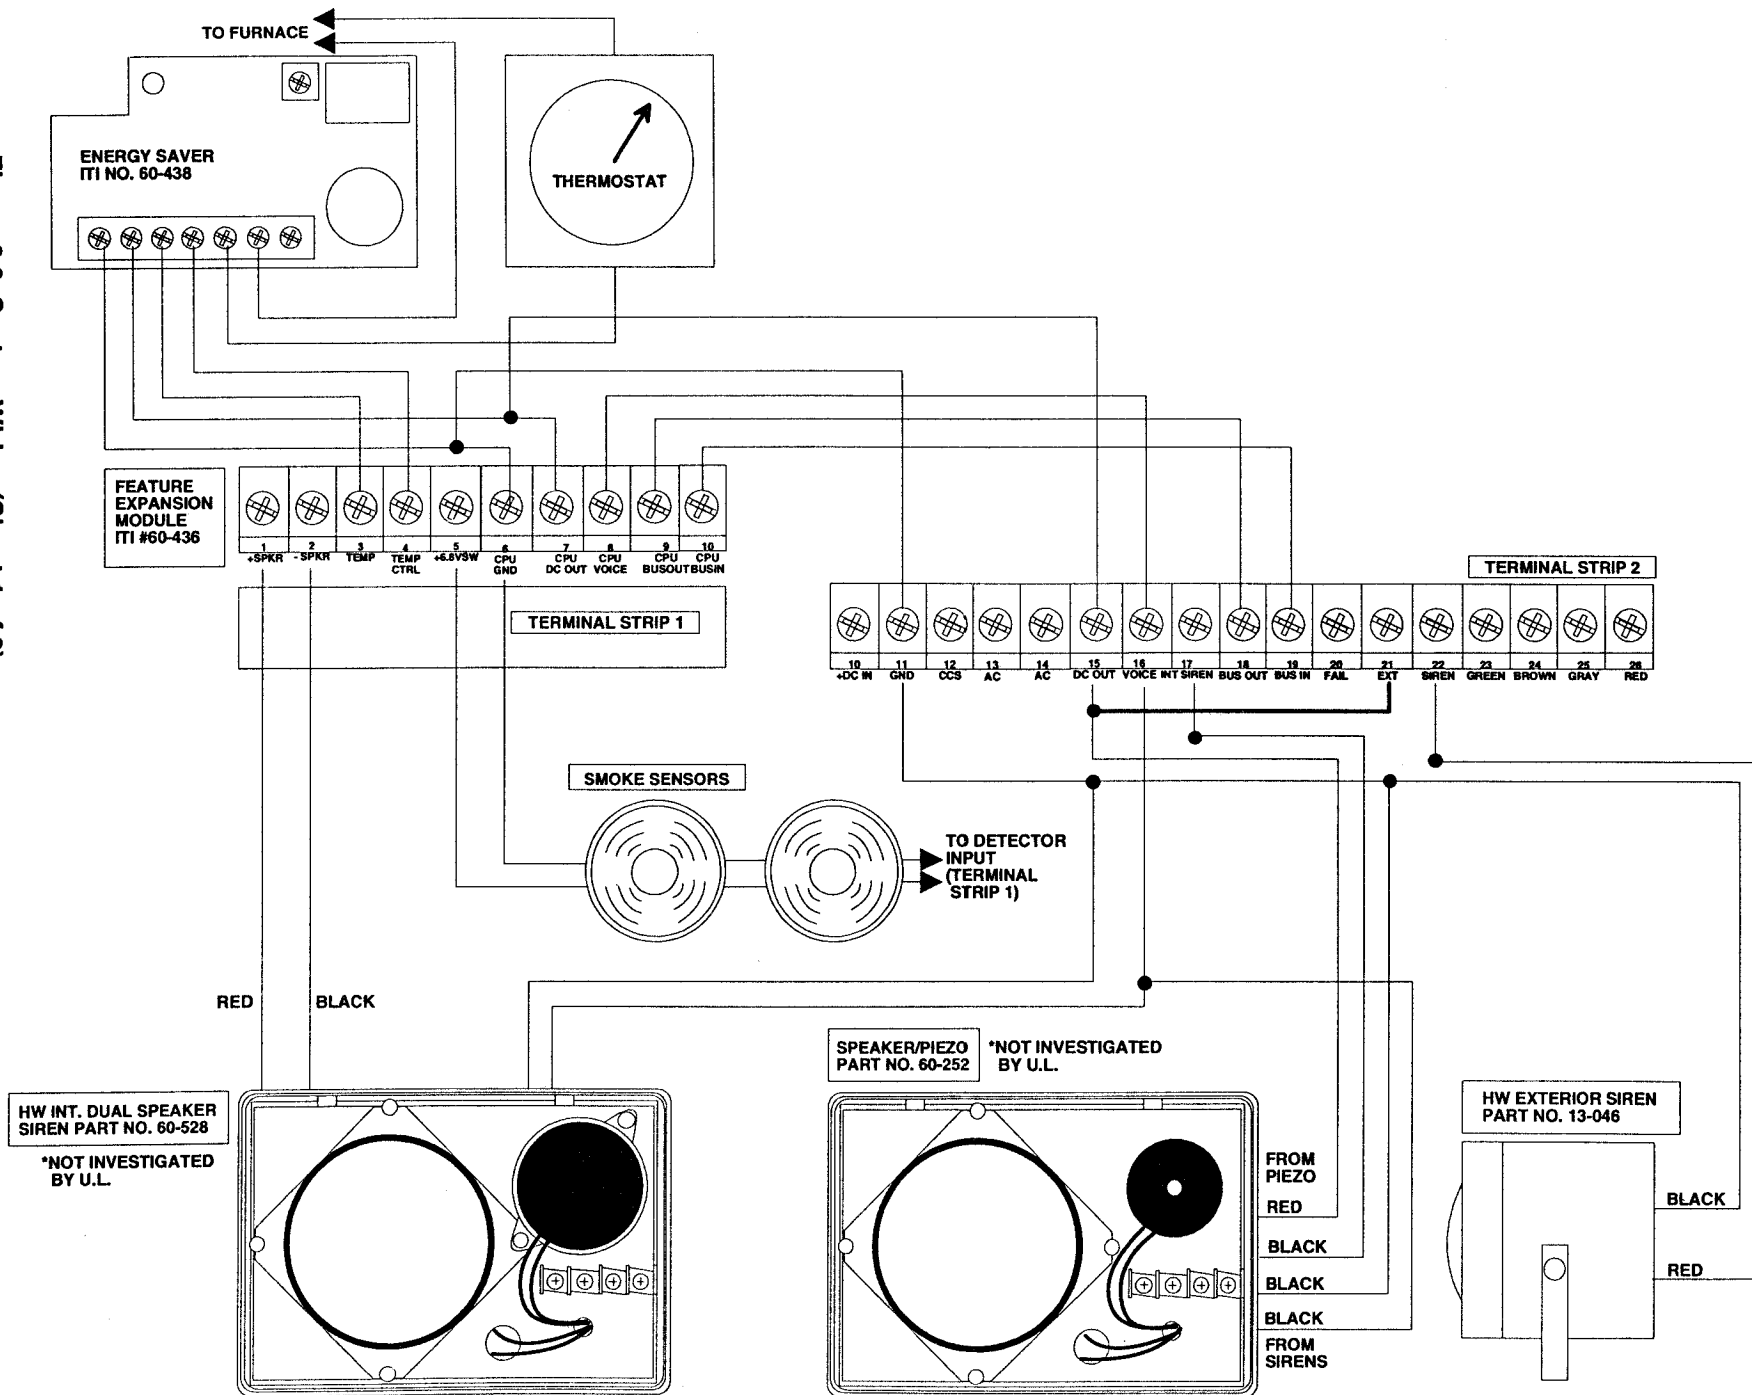 TO FURNACE
ENERGY SAVER
ITI NO. 60-438
THERMOSTAT
FEATURE
EXPANSION
MODULE
ITI #60-436
1 2 3 4 5 6 7 8 9 10
+SPKR - SPKR TEMP TEMP CTRL +6.8VSW CPU GND CPU DC OUT CPU VOICE CPU BUSOUT CPU BUSIN
TERMINAL STRIP 1
TERMINAL STRIP 2
10 11 12 13 14 15 16 17 18 19 20 21 22 23 24 25 26
+DC IN GND CCS AC AC DC OUT VOICE INT SIREN BUS OUT BUS IN FAIL EXT SIREN GREEN BROWN GRAY RED
SMOKE SENSORS
TO DETECTOR
INPUT
(TERMINAL
STRIP 1)
RED
BLACK
SPEAKER/PIEZO
PART NO. 60-252
*NOT INVESTIGATED
BY U.L.
HW INT. DUAL SPEAKER
SIREN PART NO. 60-528
*NOT INVESTIGATED
BY U.L.
HW EXTERIOR SIREN
PART NO. 13-046
FROM
PIEZO
RED
BLACK
BLACK
BLACK
FROM
SIRENS
BLACK
RED